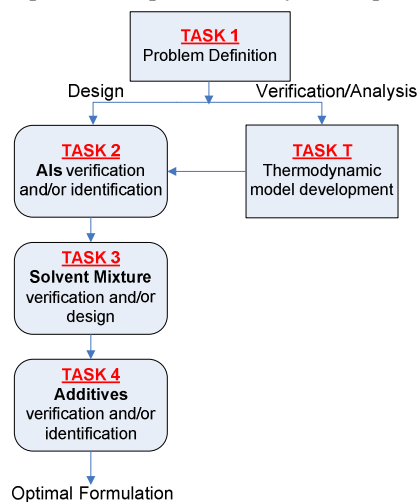 TASK 1
Problem Definition
Design
Verification/Analysis
TASK 2
AIs verification
and/or identification
TASK T
Thermodynamic
model development
TASK 3
Solvent Mixture
verification and/or
design
TASK 4
Additives
verification and/or
identification
Optimal Formulation